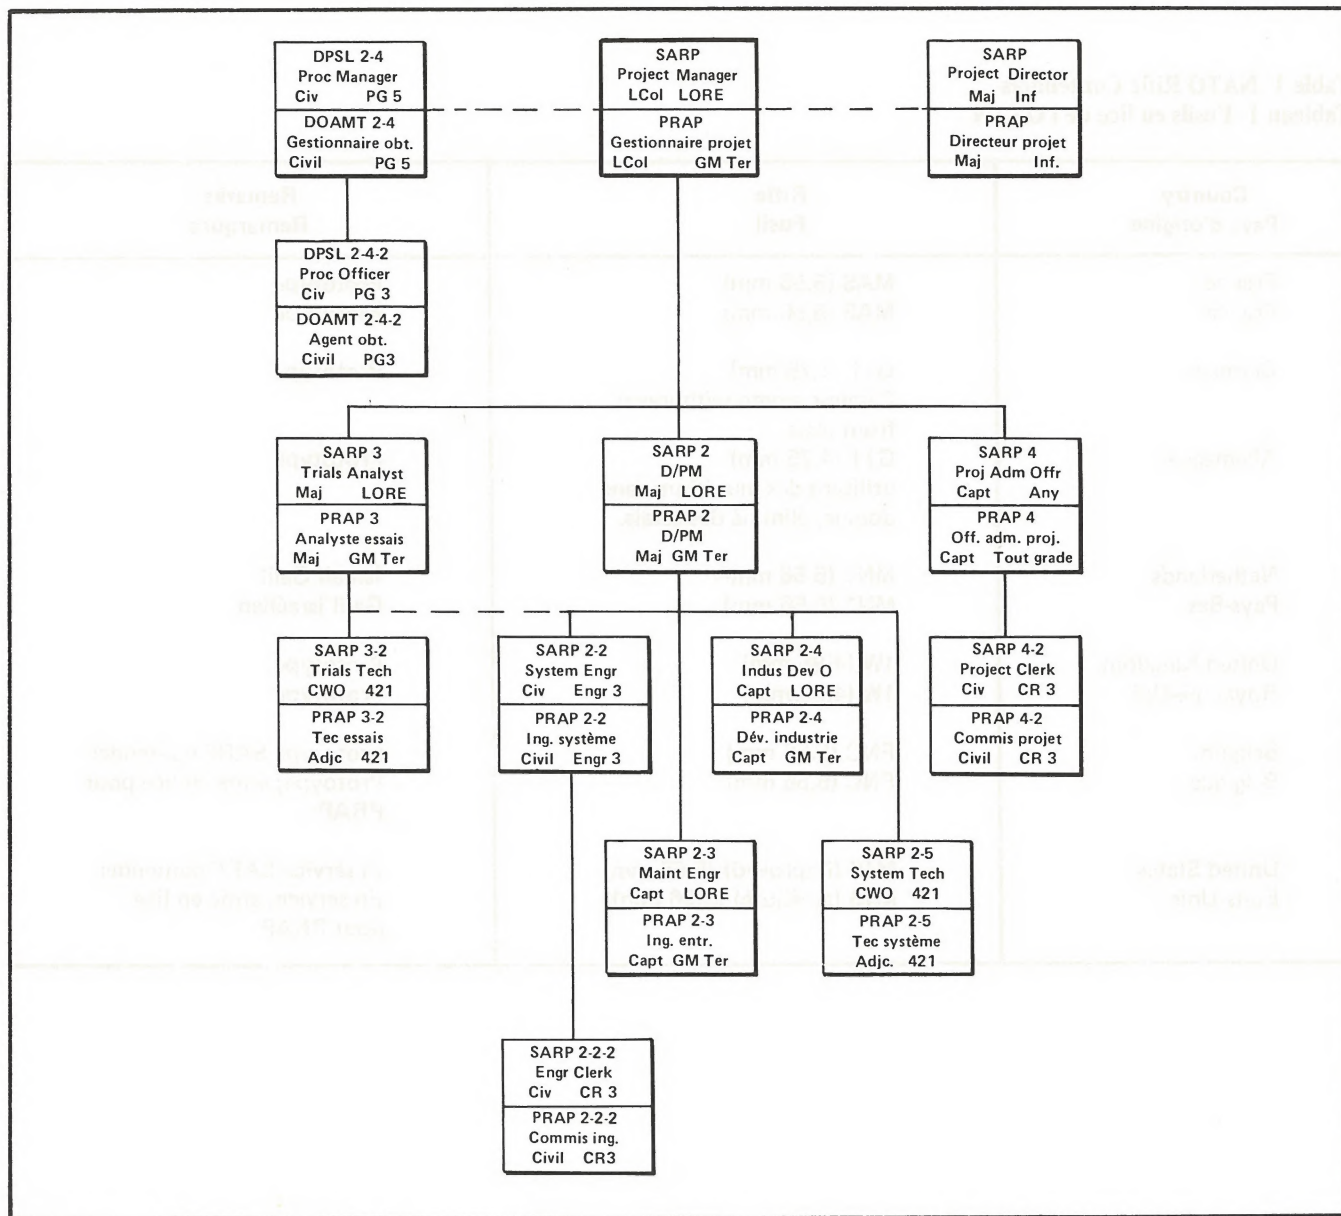 DPSL 2-4
Proc Manager
Civ PG 5
DOAMT 2-4
Gestionnaire obt.
Civil PG 5
SARP
Project Manager
LCol LORE
PRAP
Gestionnaire projet
LCol GM Ter
SARP
Project Director
Maj Inf
PRAP
Directeur projet
Maj Inf.
DPSL 2-4-2
Proc Officer
Civ PG 3
DOAMT 2-4-2
Agent obt.
Civil PG3
SARP 3
Trials Analyst
Maj LORE
PRAP 3
Analyste essais
Maj GM Ter
SARP 2
D/PM
Maj LORE
PRAP 2
D/PM
Maj GM Ter
SARP 4
Proj Adm Offr
Capt Any
PRAP 4
Off. adm. proj.
Capt Tout grade
SARP 3-2
Trials Tech
CWO 421
PRAP 3-2
Tec essais
Adjc 421
SARP 2-2
System Engr
Civ Engr 3
PRAP 2-2
Ing. système
Civil Engr 3
SARP 2-4
Indus Dev O
Capt LORE
PRAP 2-4
Dév. industrie
Capt GM Ter
SARP 4-2
Project Clerk
Civ CR 3
PRAP 4-2
Commis projet
Civil CR 3
SARP 2-3
Maint Engr
Capt LORE
PRAP 2-3
Ing. entr.
Capt GM Ter
SARP 2-5
System Tech
CWO 421
PRAP 2-5
Tec système
Adjc. 421
SARP 2-2-2
Engr Clerk
Civ CR 3
PRAP 2-2-2
Commis ing.
Civil CR3